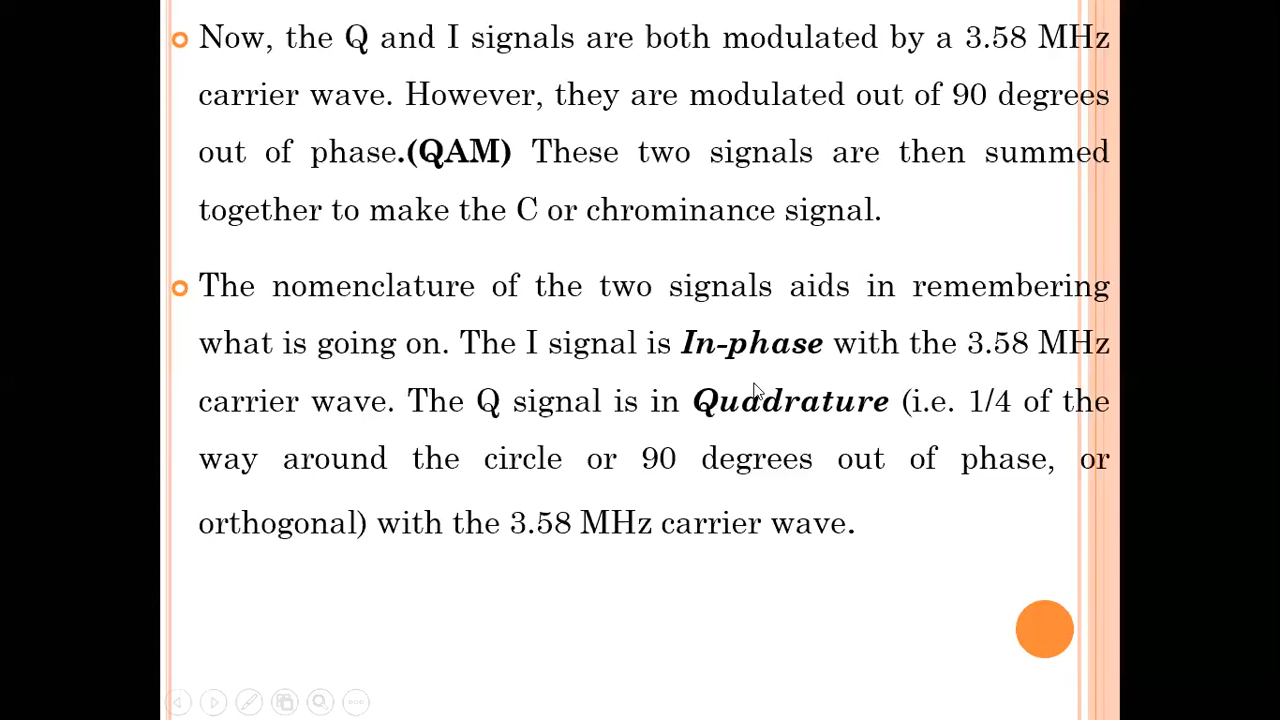 Now, the Q and I signals are both modulated by a 3.58 MHz
carrier wave. However, they are modulated out of 90 degrees
out of phase.(QAM) These two signals are then summed
together to make the C or chrominance signal.
The nomenclature of the two signals aids in remembering
what is going on. The I signal is In-phase with the 3.58 MHz
carrier wave. The Q signal is in Quadrature (i.e. 1/4 of the
way around the circle or 90 degrees out of phase, or
orthogonal) with the 3.58 MHz carrier wave.